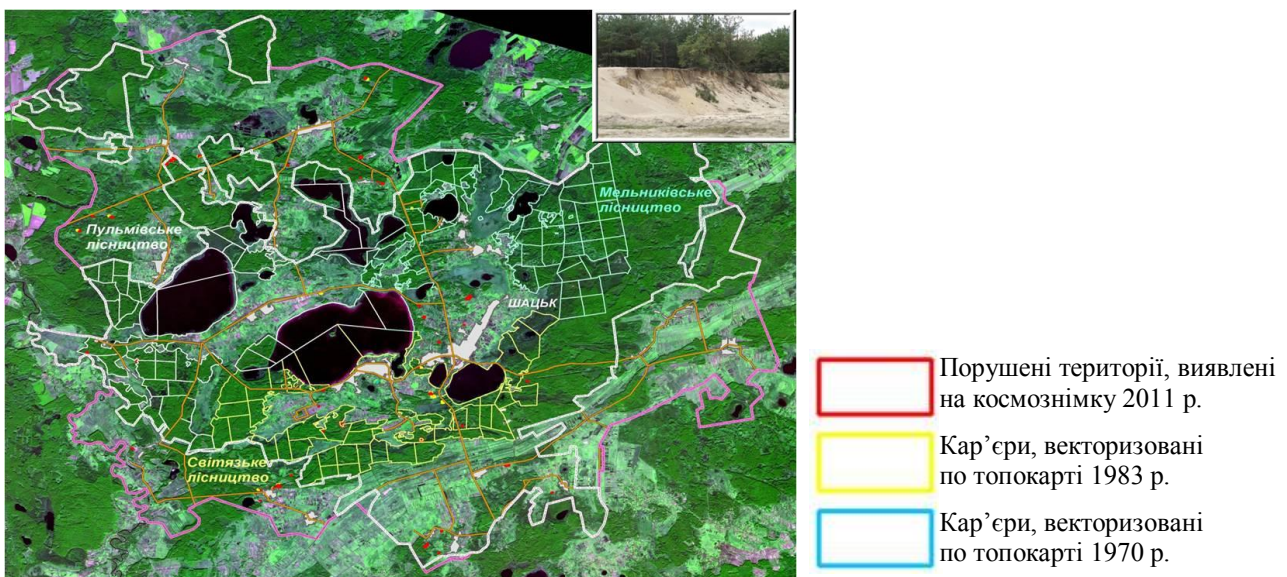 Мельниківське
лісництво
Пульмівське
лісництво
ШАЦЬК
Світязьке
лісництво
Порушені території, виявлені
на космознімку 2011 р.
Кар’єри, векторизовані
по топокарті 1983 р.
Кар’єри, векторизовані
по топокарті 1970 р.